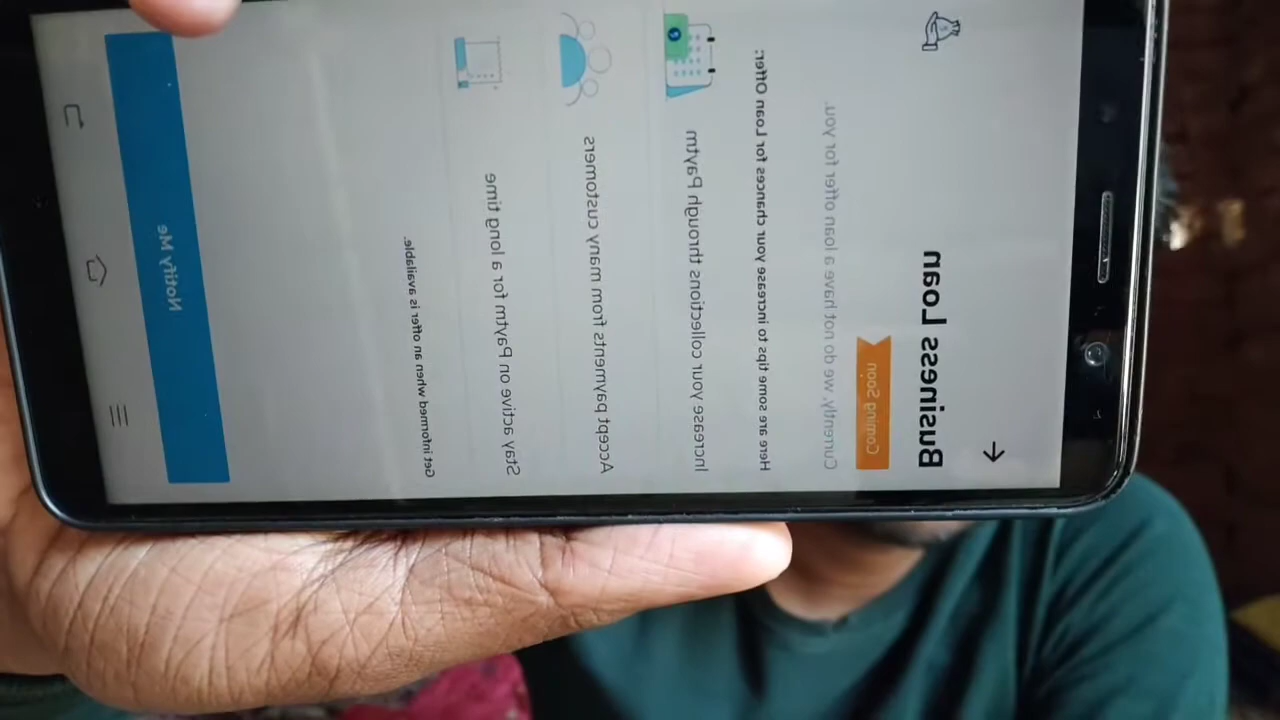 Business Loan
Coming Soon
Currently, we do not have a loan offer for you.
Here are some tips to increase your chances for Loan Offer:
Increase your collections through Paytm
Accept payments from many customers
Stay active on Paytm for a long time
Get informed when an offer is available.
Notify Me